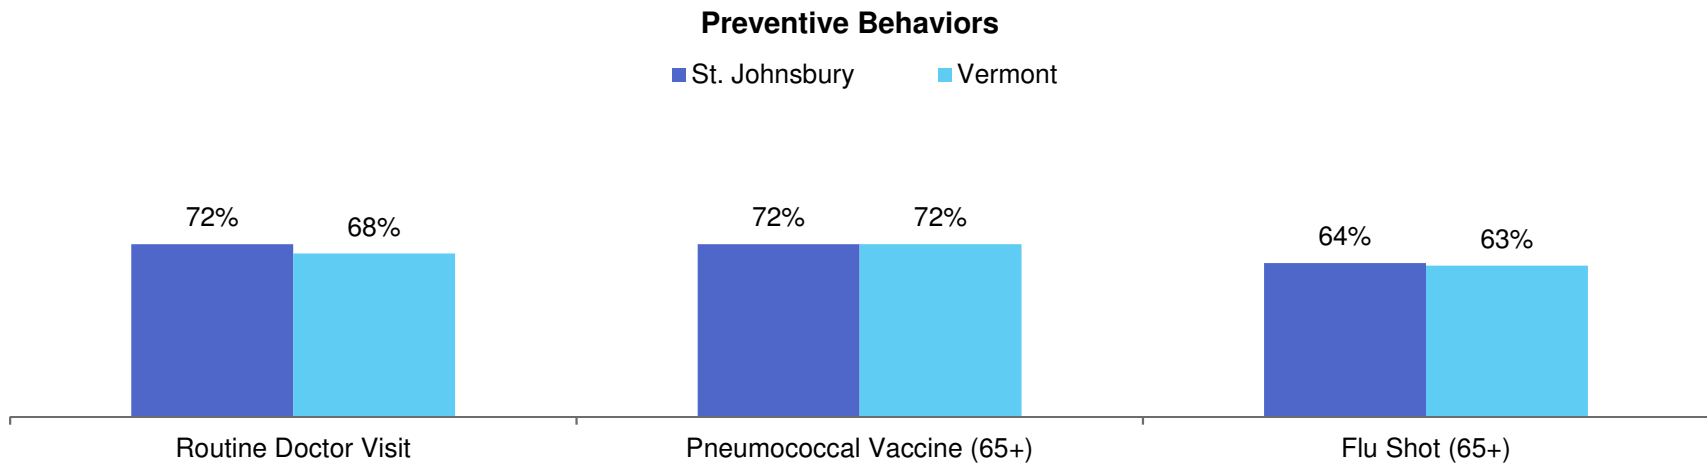 Preventive Behaviors
St. Johnsbury Vermont
72% 68% 72% 72% 64% 63%
Routine Doctor Visit Pneumococcal Vaccine (65+) Flu Shot (65+)